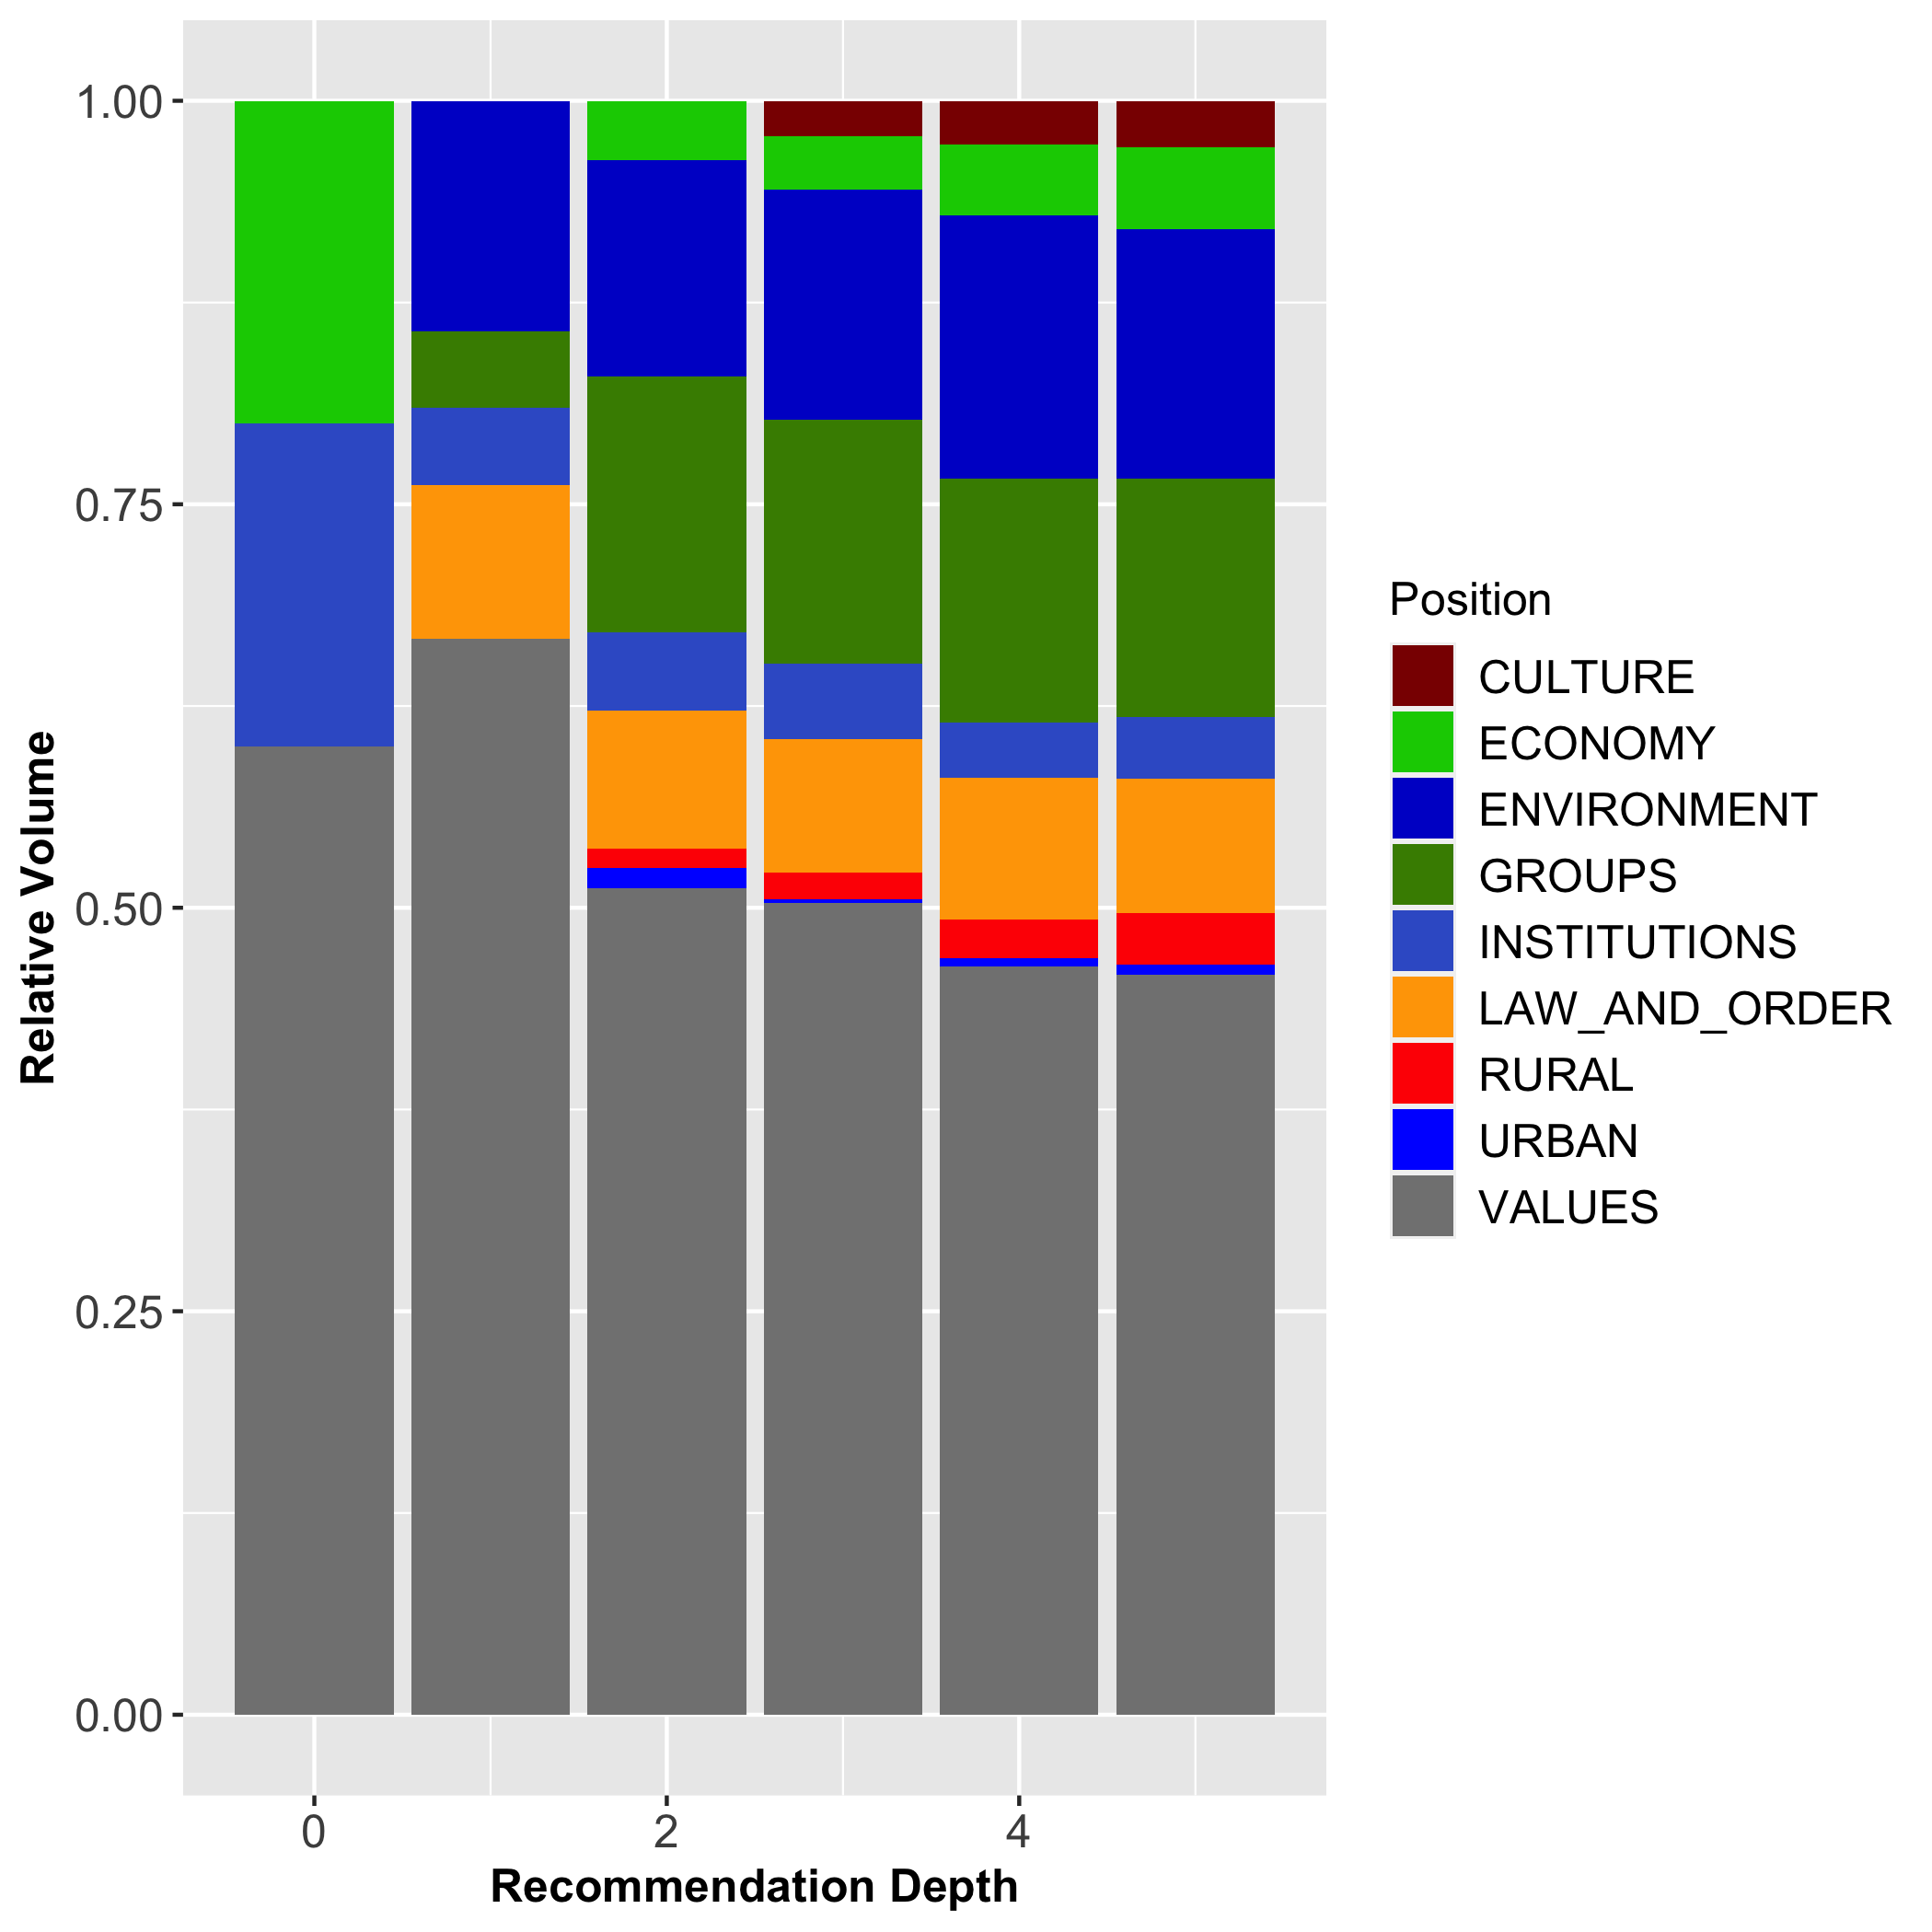 1.00
0.75
0.50
0.25
0.00
Relative Volume
0
2
4
Recommendation Depth
Position
CULTURE
ECONOMY
ENVIRONMENT
GROUPS
INSTITUTIONS
LAW_AND_ORDER
RURAL
URBAN
VALUES